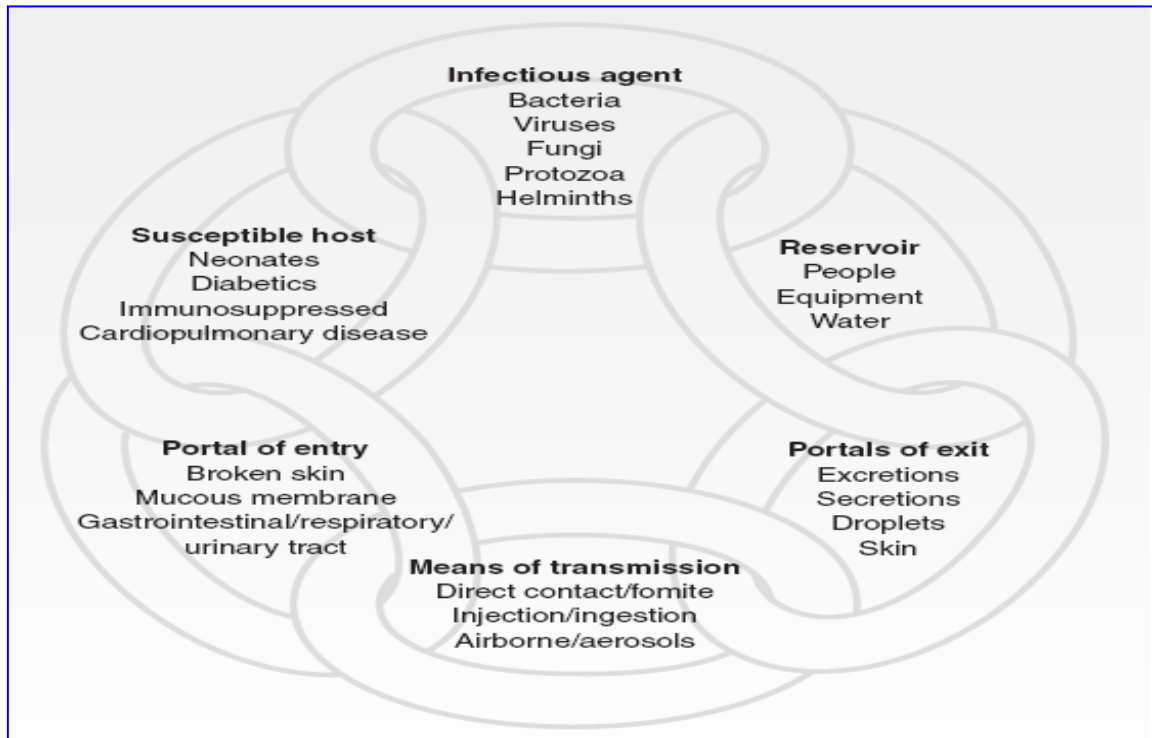 Infectious agent
Bacteria
Viruses
Fungi
Protozoa
Helminths
Reservoir
People
Equipment
Water
Portals of exit
Excretions
Secretions
Droplets
Skin
Means of transmission
Direct contact/fomite
Injection/ingestion
Airborne/aerosols
Portal of entry
Broken skin
Mucous membrane
Gastrointestinal/respiratory/
urinary tract
Susceptible host
Neonates
Diabetics
Immunosuppressed
Cardiopulmonary disease